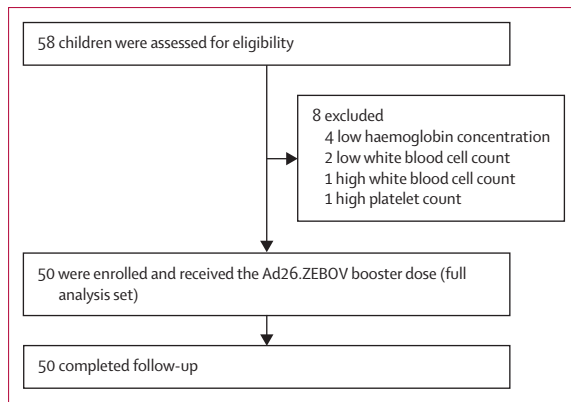 58 children were assessed for eligibility
8 excluded
4 low haemoglobin concentration
2 low white blood cell count
1 high white blood cell count
1 high platelet count
50 were enrolled and received the Ad26.ZEBOV booster dose (full
analysis set)
50 completed follow-up